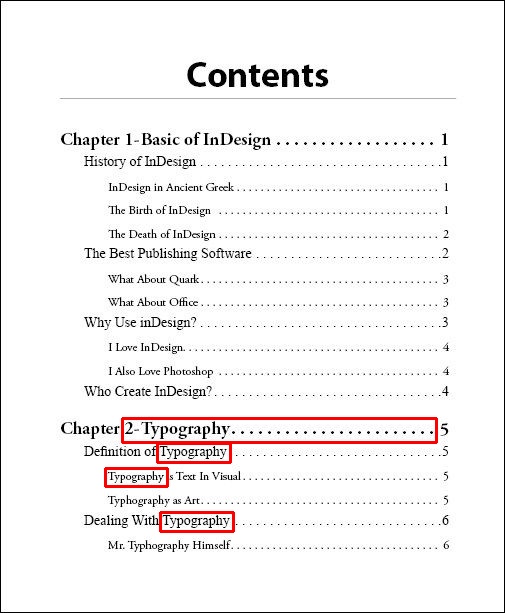 Contents
Chapter 1-Basic of InDesign . . . . . . . . . . . . . . . . . . 1
History of InDesign . . . . . . . . . . . . . . . . . . . . . . . . . . . . . . . . . . .1
InDesign in Ancient Greek . . . . . . . . . . . . . . . . . . . . . . . . . . . . . . . . . 1
The Birth of InDesign . . . . . . . . . . . . . . . . . . . . . . . . . . . . . . . . . . . . 1
The Death of InDesign . . . . . . . . . . . . . . . . . . . . . . . . . . . . . . . . . . . . 2
The Best Publishing Software . . . . . . . . . . . . . . . . . . . . . . . . . . .2
What About Quark . . . . . . . . . . . . . . . . . . . . . . . . . . . . . . . . . . . . . . . 3
What About Office . . . . . . . . . . . . . . . . . . . . . . . . . . . . . . . . . . . . . . . 3
Why Use inDesign? . . . . . . . . . . . . . . . . . . . . . . . . . . . . . . . . . . .3
I Love InDesign. . . . . . . . . . . . . . . . . . . . . . . . . . . . . . . . . . . . . . . . . . 4
I Also Love Photoshop . . . . . . . . . . . . . . . . . . . . . . . . . . . . . . . . . . . . 4
Who Create InDesign? . . . . . . . . . . . . . . . . . . . . . . . . . . . . . . . . .4
Chapter 2-Typography. . . . . . . . . . . . . . . . . . . . . . . 5
Definition of Typography . . . . . . . . . . . . . . . . . . . . . . . . . . . . . . .5
Typography is Text In Visual . . . . . . . . . . . . . . . . . . . . . . . . . . . . . . . . 5
Typhography as Art . . . . . . . . . . . . . . . . . . . . . . . . . . . . . . . . . . . . . . . 5
Dealing With Typography . . . . . . . . . . . . . . . . . . . . . . . . . . . . . .6
Mr. Typhography Himself . . . . . . . . . . . . . . . . . . . . . . . . . . . . . . . . . . 6